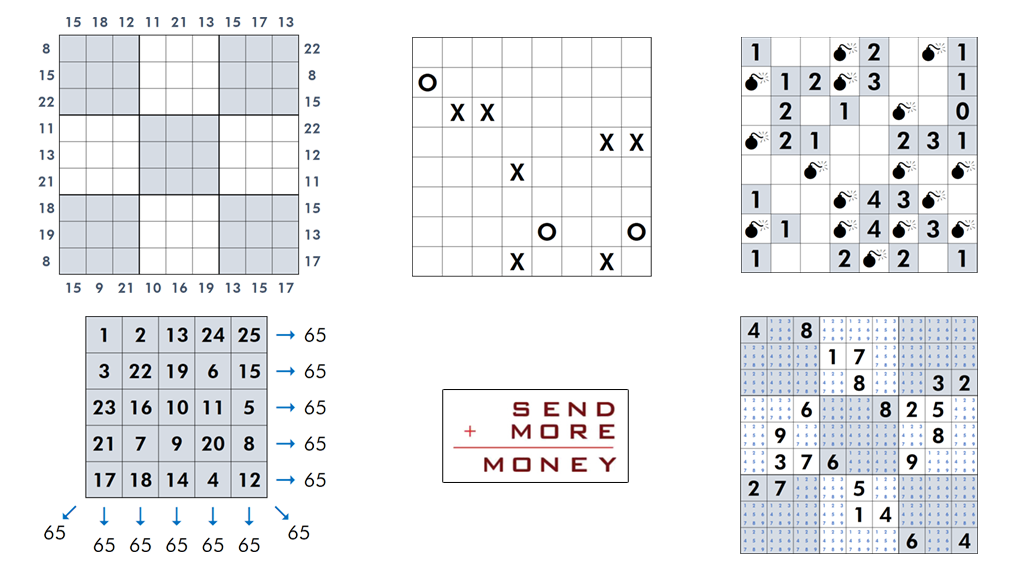 15 18 12 11 21 13 15 17 13
8 22
15 8
22 15
11 22
13 12
21 11
18 15
19 13
8 17
15 9 21 10 16 19 13 15 17
O
X X
X X
X
O O
X X
1 2 1
1 2 3 1
2 1 0
2 1 2 3 1
1 4 3
1 4 3
1 2 2 1
1 2 13 24 25 → 65
3 22 19 6 15 → 65
23 16 10 11 5 → 65
21 7 9 20 8 → 65
17 18 14 4 12 → 65
65 65 65 65 65 65 65
SEND
+ MORE
MONEY
4 8
1 7
8 3 2
6 8 2 5
9 8
3 7 6 9
2 7 5
1 4
6 4